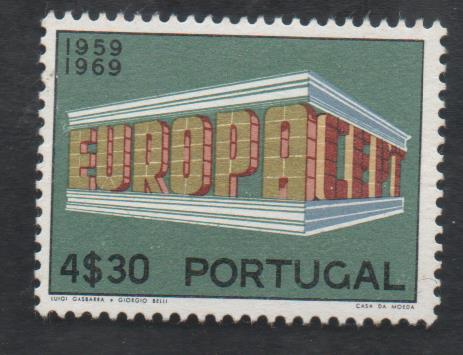 1959
1969
EUROPA CEPT
4$30 PORTUGAL
LUIGI GASBARRA + GIORGIO BELLI CASA DA MOEDA